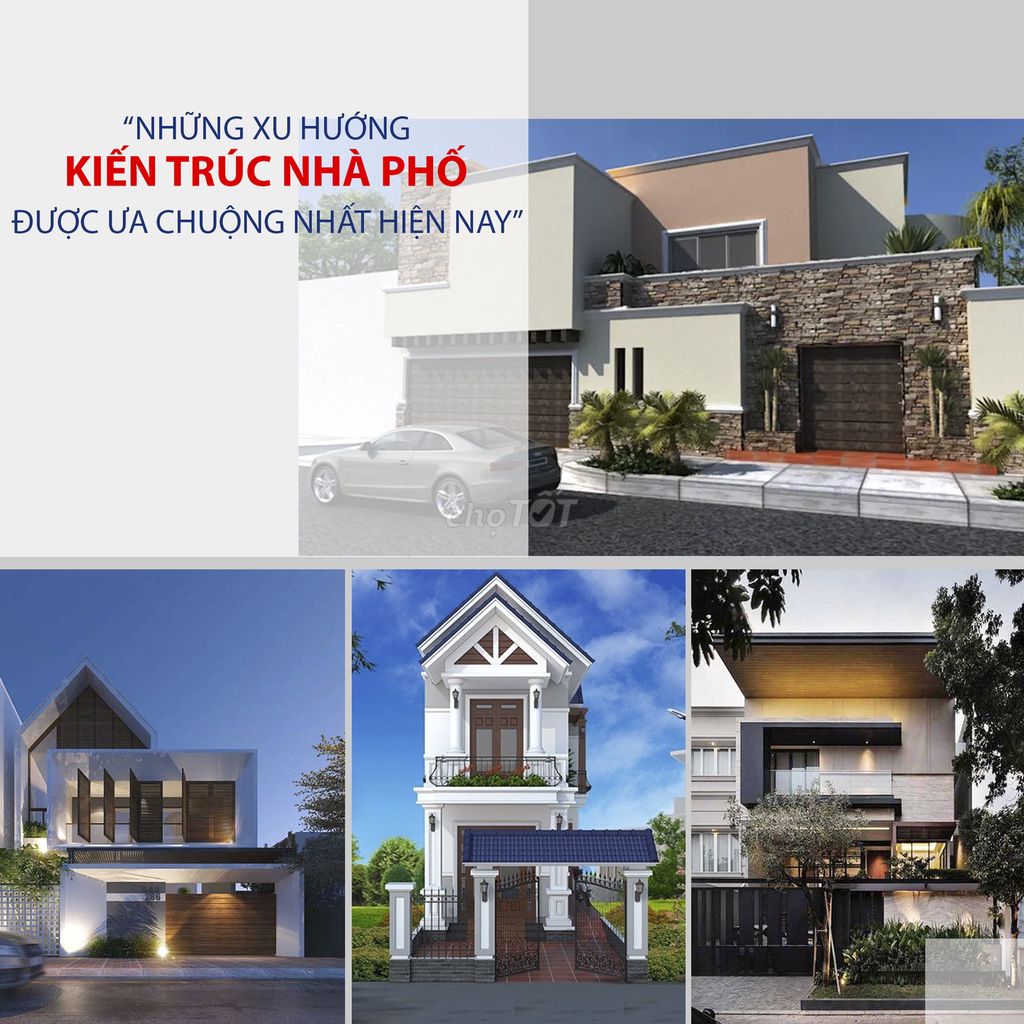 “NHỮNG XU HƯỚNG
KIẾN TRÚC NHÀ PHỐ
ĐƯỢC ƯA CHUỘNG NHẤT HIỆN NAY”
chợTỐT